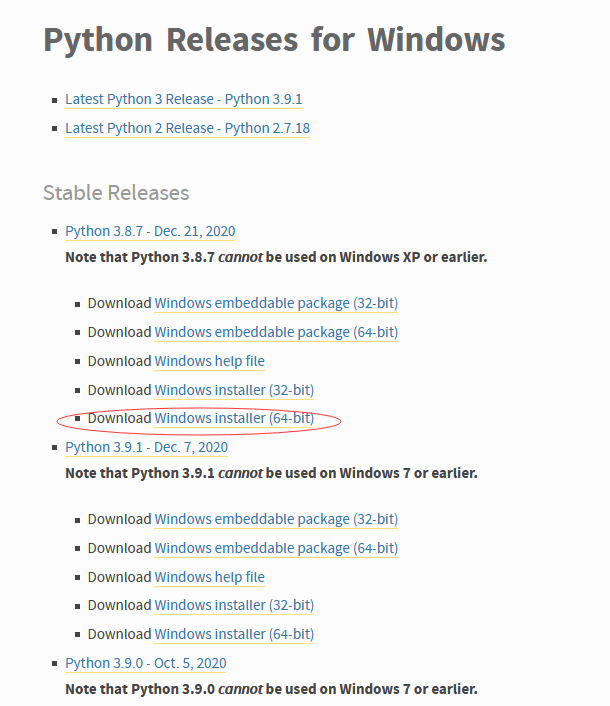 Python Releases for Windows
Latest Python 3 Release - Python 3.9.1
Latest Python 2 Release - Python 2.7.18
Stable Releases
Python 3.8.7 - Dec. 21, 2020
Note that Python 3.8.7 cannot be used on Windows XP or earlier.
Download Windows embeddable package (32-bit)
Download Windows embeddable package (64-bit)
Download Windows help file
Download Windows installer (32-bit)
Download Windows installer (64-bit)
Python 3.9.1 - Dec. 7, 2020
Note that Python 3.9.1 cannot be used on Windows 7 or earlier.
Download Windows embeddable package (32-bit)
Download Windows embeddable package (64-bit)
Download Windows help file
Download Windows installer (32-bit)
Download Windows installer (64-bit)
Python 3.9.0 - Oct. 5, 2020
Note that Python 3.9.0 cannot be used on Windows 7 or earlier.